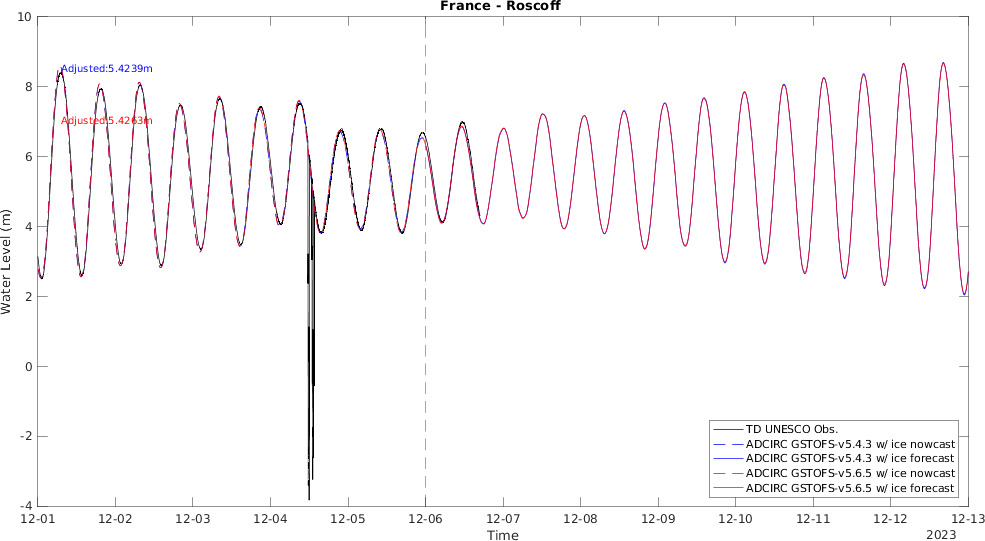 France - Roscoff
10
8
6
4
2
0
-2
-4
Water Level (m)
Adjusted:5.4239m
Adjusted:5.4263m
TD UNESCO Obs.
ADCIRC GSTOFS-v5.4.3 w/ ice nowcast
ADCIRC GSTOFS-v5.4.3 w/ ice forecast
ADCIRC GSTOFS-v5.6.5 w/ ice nowcast
ADCIRC GSTOFS-v5.6.5 w/ ice forecast
12-01 12-02 12-03 12-04 12-05 12-06 12-07 12-08 12-09 12-10 12-11 12-12 12-13
Time
2023